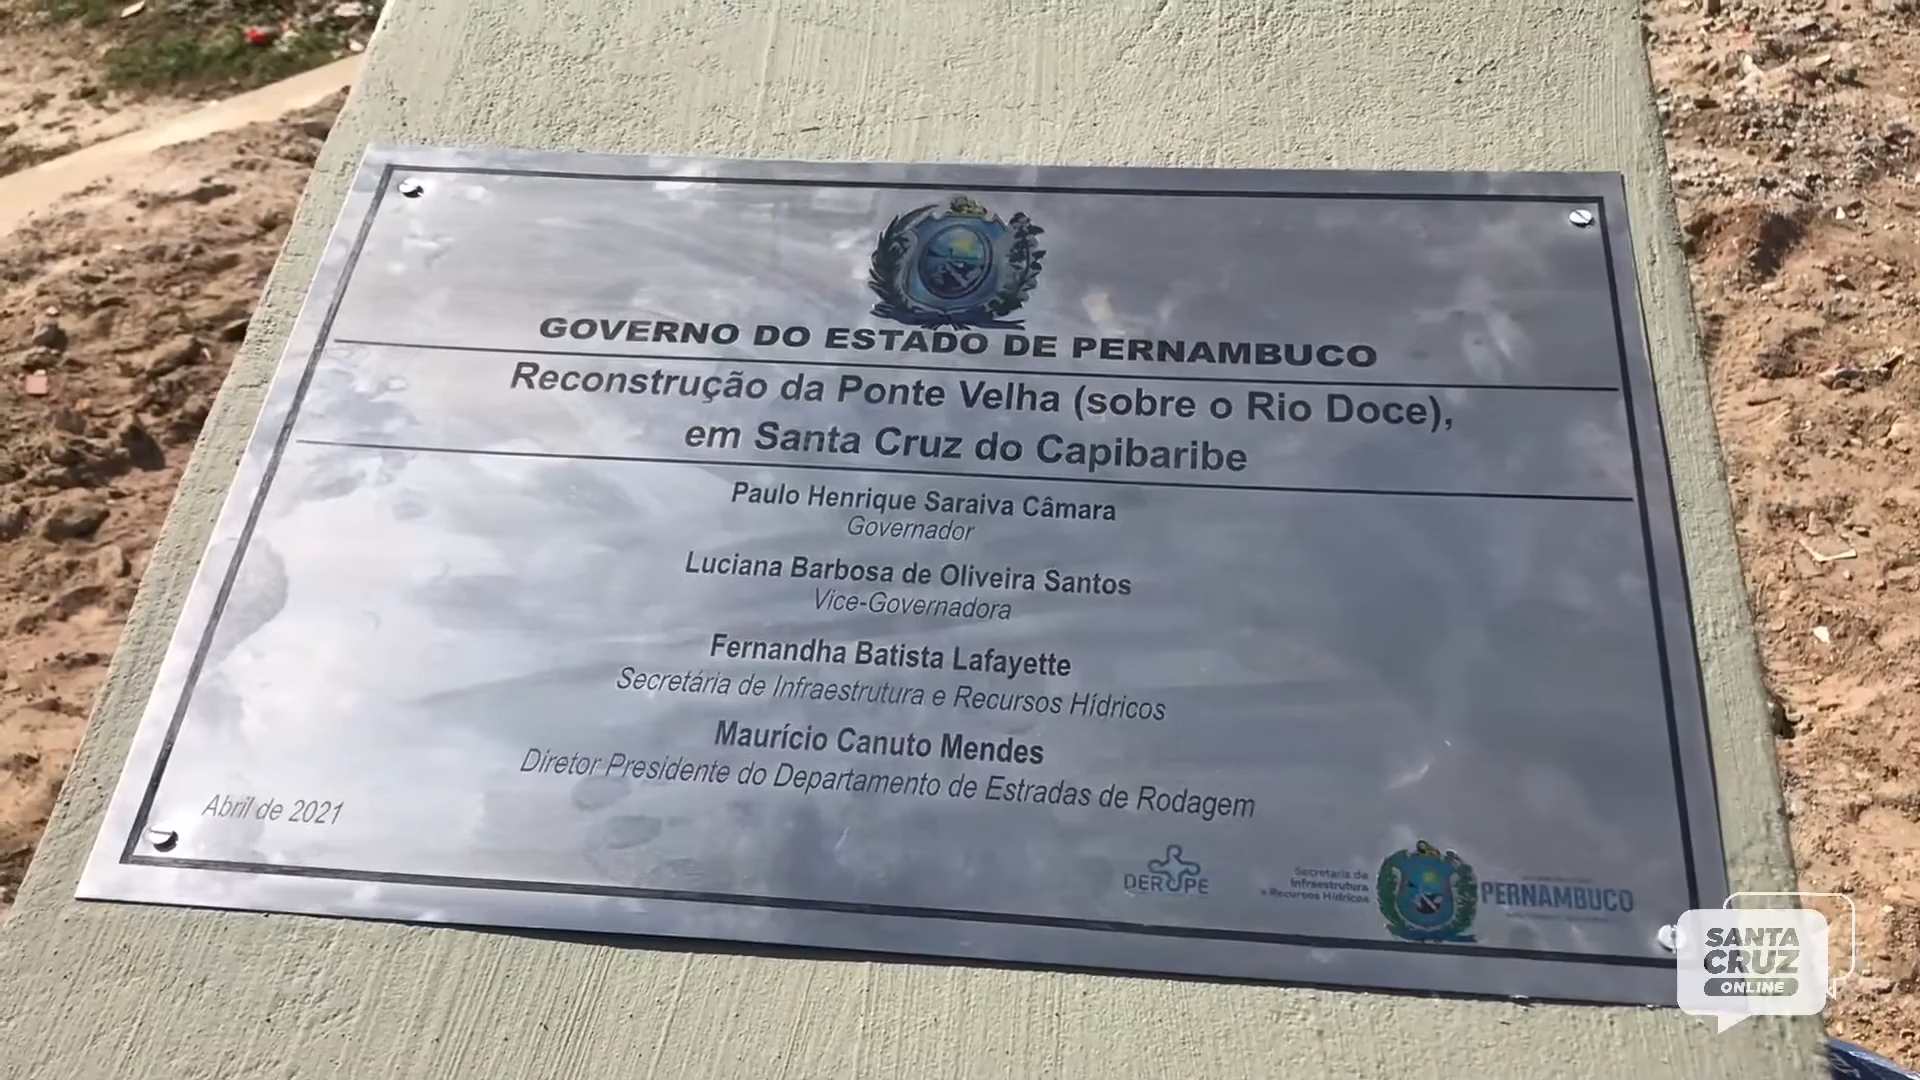 GOVERNO DO ESTADO DE PERNAMBUCO
Reconstrução da Ponte Velha (sobre o Rio Doce),
em Santa Cruz do Capibaribe
Paulo Henrique Saraiva Câmara
Governador
Luciana Barbosa de Oliveira Santos
Vice-Governadora
Fernandha Batista Lafayette
Secretária de Infraestrutura e Recursos Hídricos
Maurício Canuto Mendes
Diretor Presidente do Departamento de Estradas de Rodagem
Abril de 2021
DER PE
Secretaria de
Infraestrutura
e Recursos Hídricos
PERNAMBUCO
SANTA
CRUZ
ONLINE